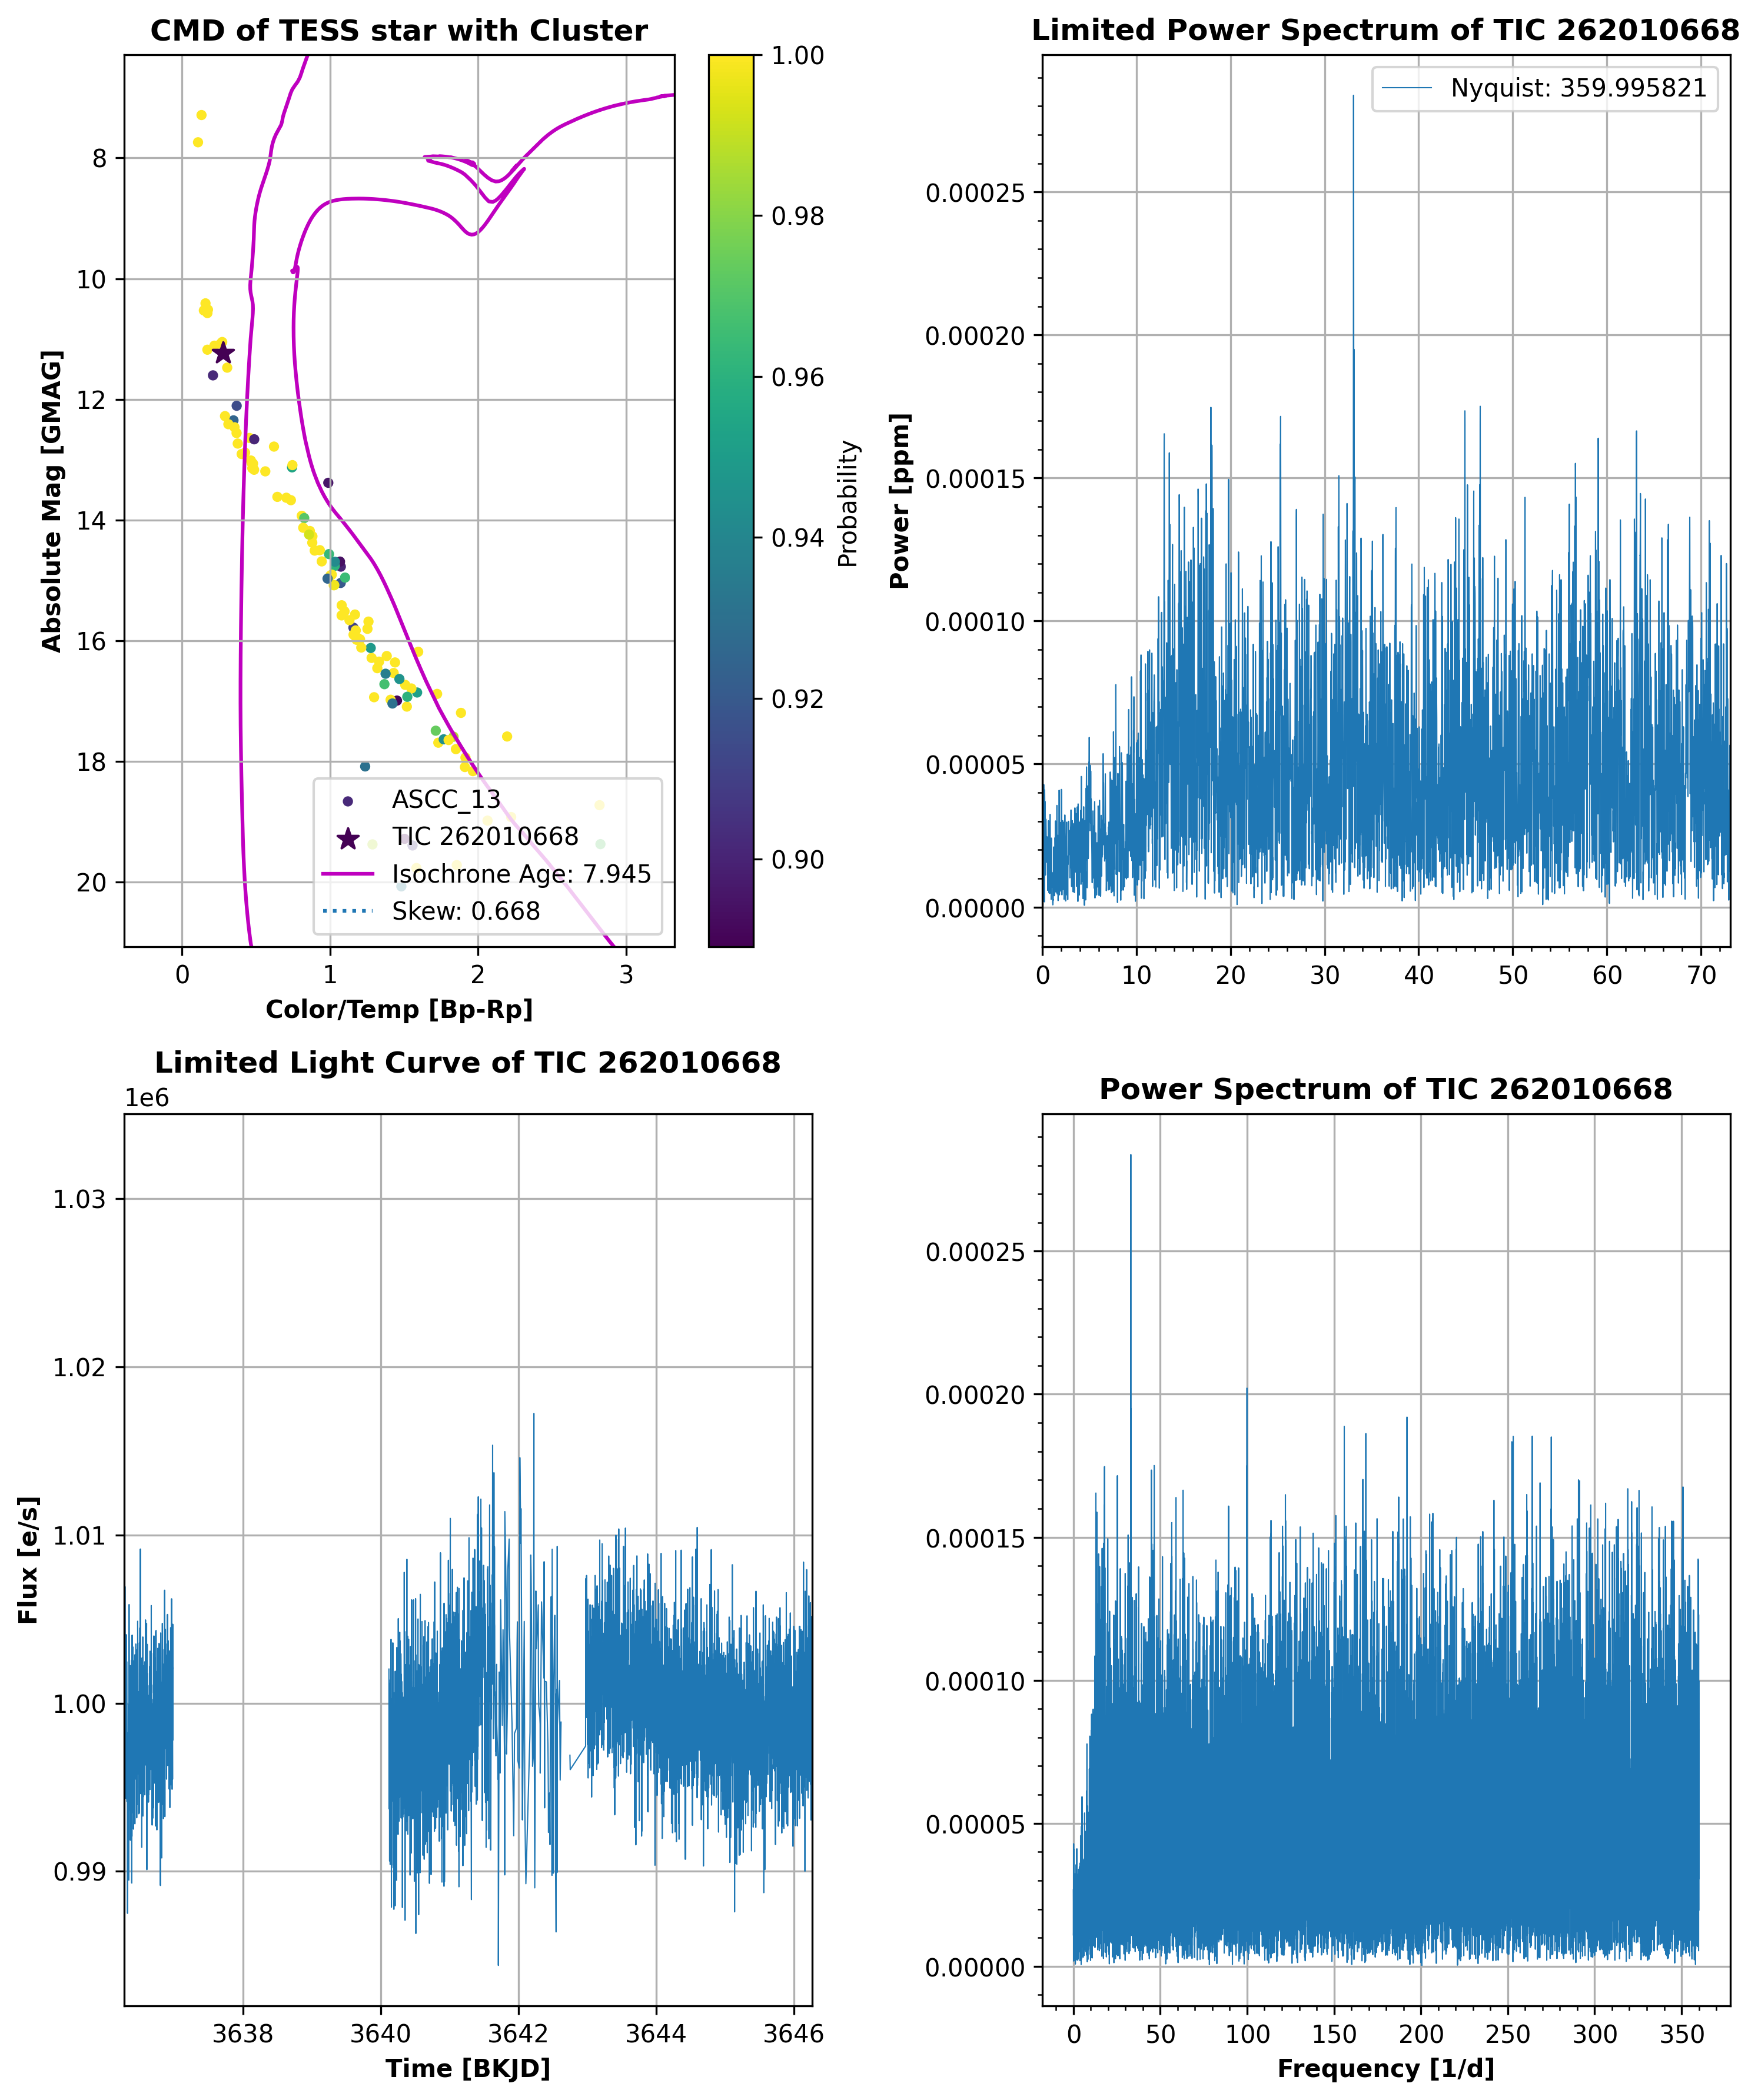 CMD of TESS star with Cluster
Absolute Mag [GMAG]
8
10
12
14
16
18
20
0 1 2 3
Color/Temp [Bp-Rp]
ASCC_13
TIC 262010668
Isochrone Age: 7.945
Skew: 0.668
1.00
0.98
0.96
0.94
0.92
0.90
Probability
Limited Power Spectrum of TIC 262010668
Nyquist: 359.995821
Power [ppm]
0.00025
0.00020
0.00015
0.00010
0.00005
0.00000
0 10 20 30 40 50 60 70
Limited Light Curve of TIC 262010668
1e6
Flux [e/s]
1.03
1.02
1.01
1.00
0.99
3638 3640 3642 3644 3646
Time [BKJD]
Power Spectrum of TIC 262010668
0.00025
0.00020
0.00015
0.00010
0.00005
0.00000
0 50 100 150 200 250 300 350
Frequency [1/d]